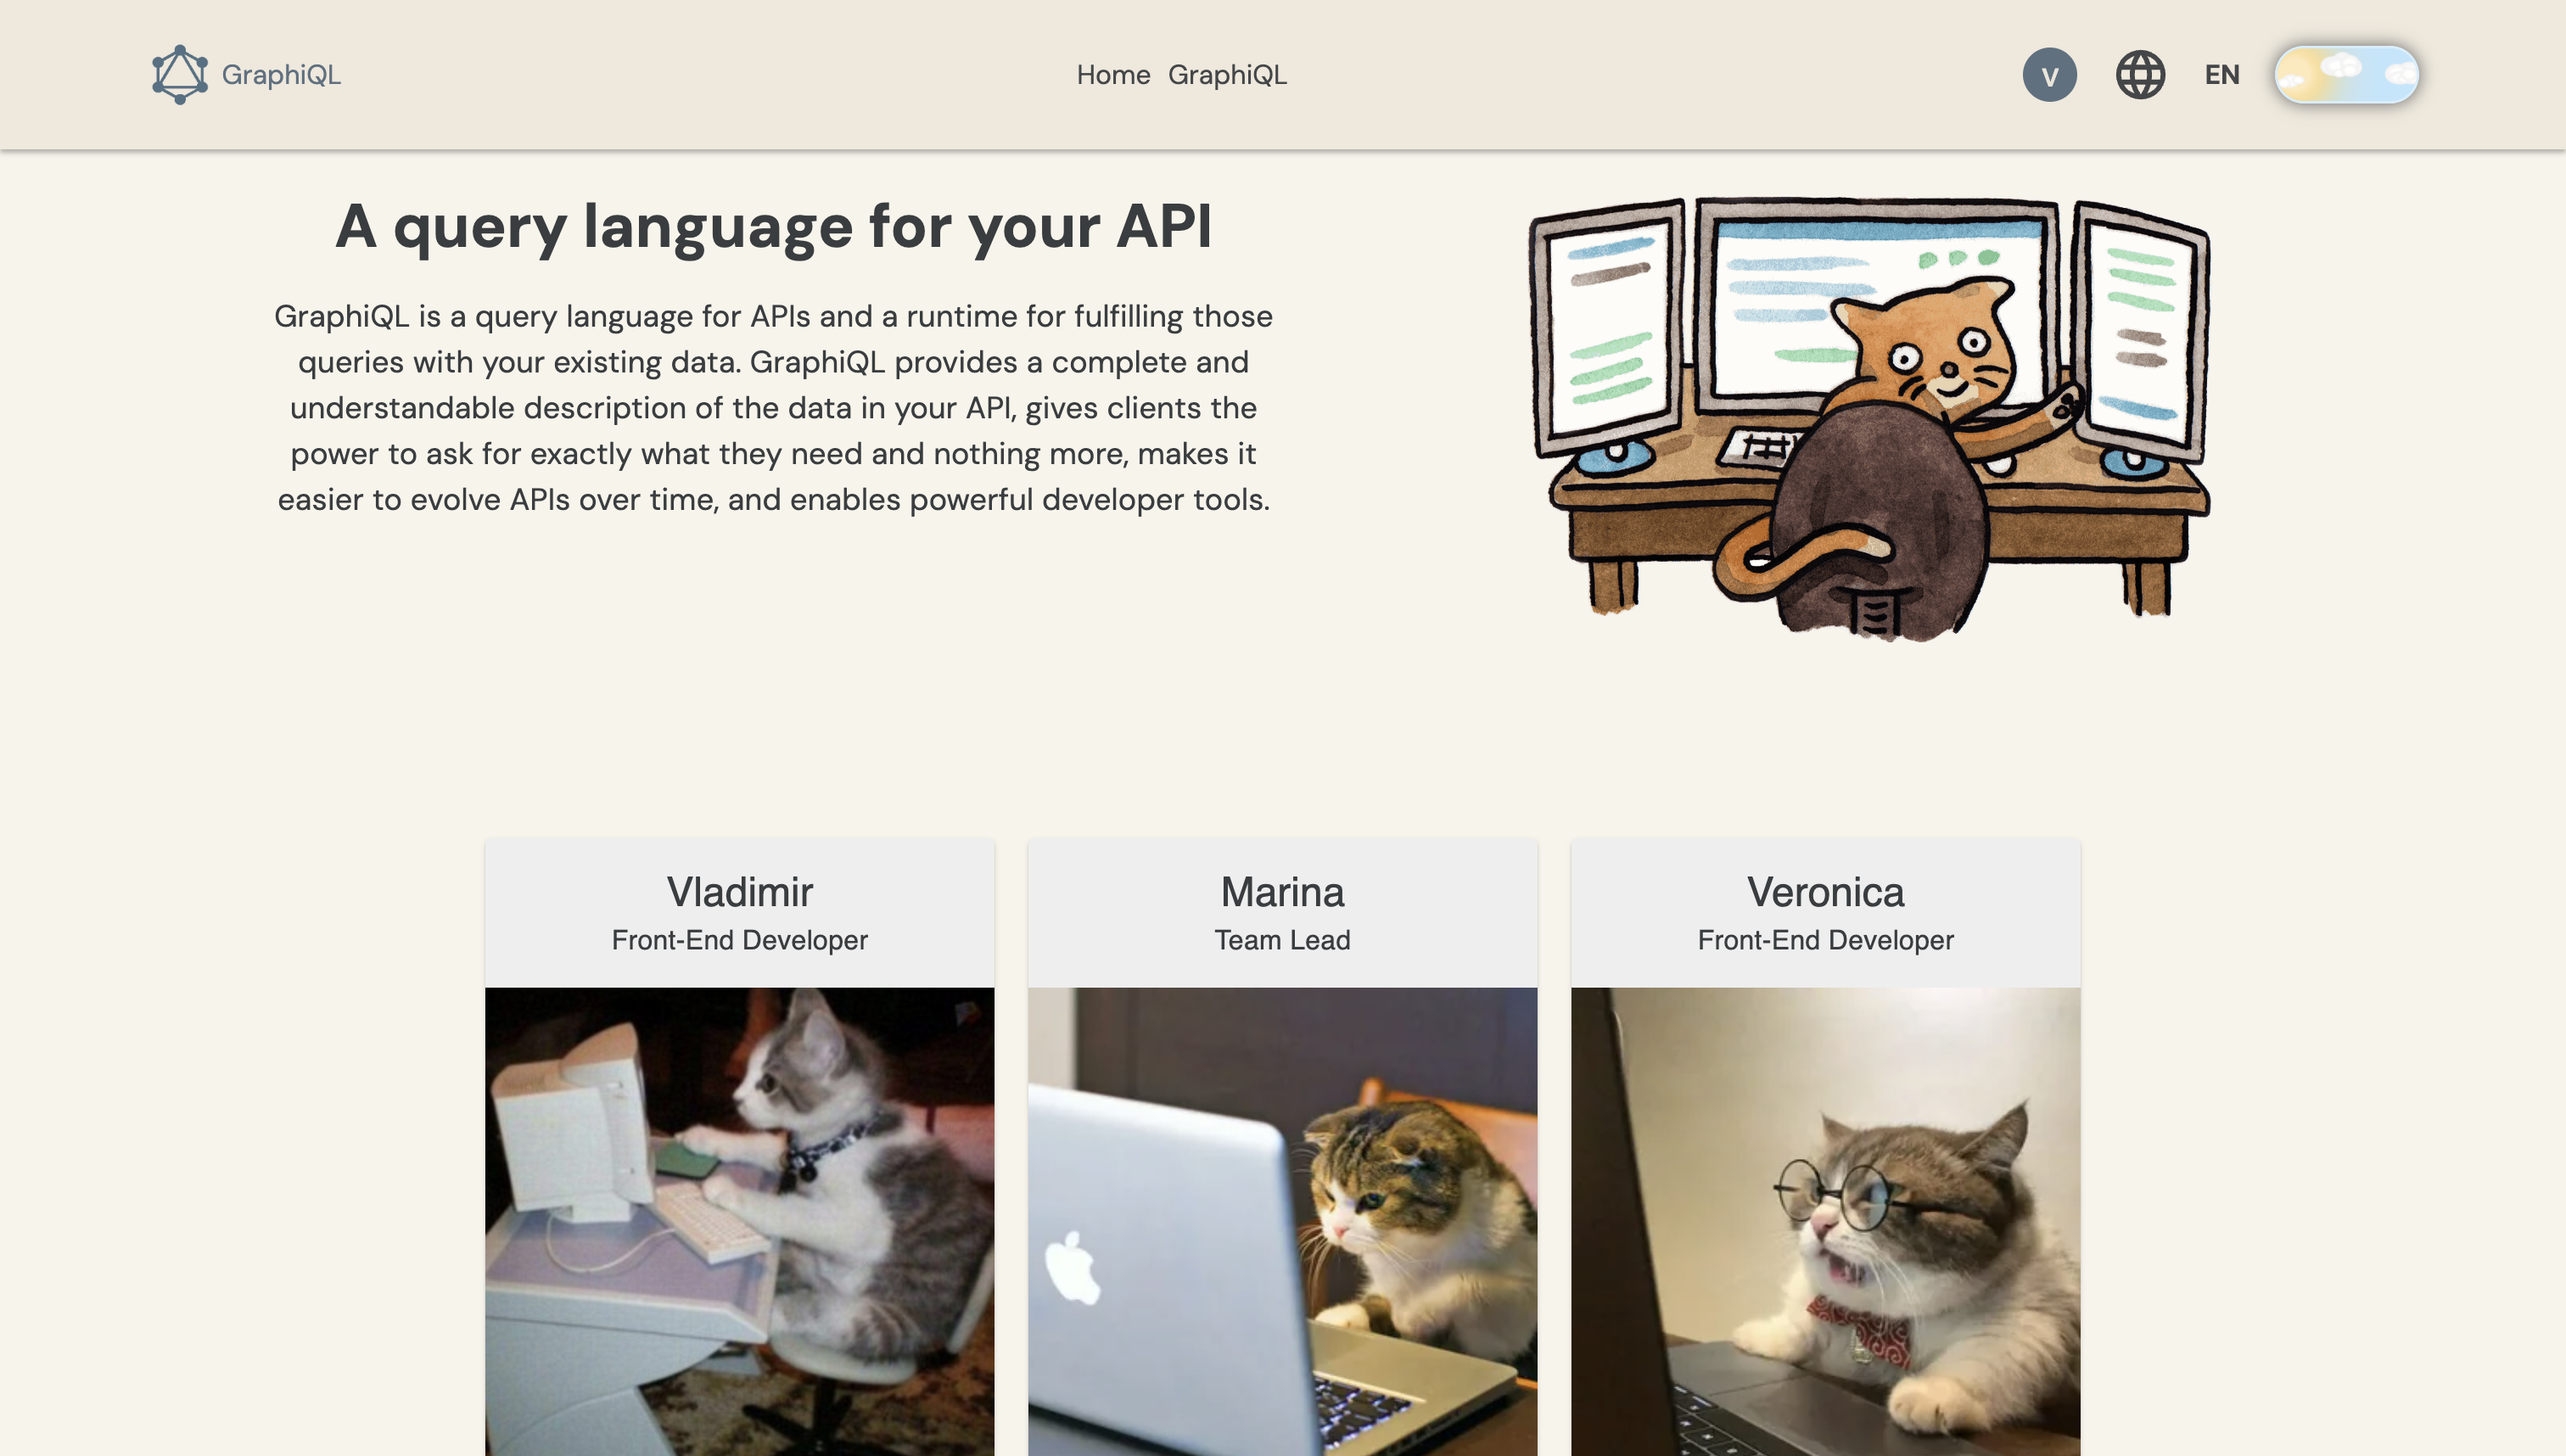 GraphiQL
Home GraphiQL
V
EN
A query language for your API
GraphiQL is a query language for APIs and a runtime for fulfilling those
queries with your existing data. GraphiQL provides a complete and
understandable description of the data in your API, gives clients the
power to ask for exactly what they need and nothing more, makes it
easier to evolve APIs over time, and enables powerful developer tools.
Vladimir
Front-End Developer
Marina
Team Lead
Veronica
Front-End Developer